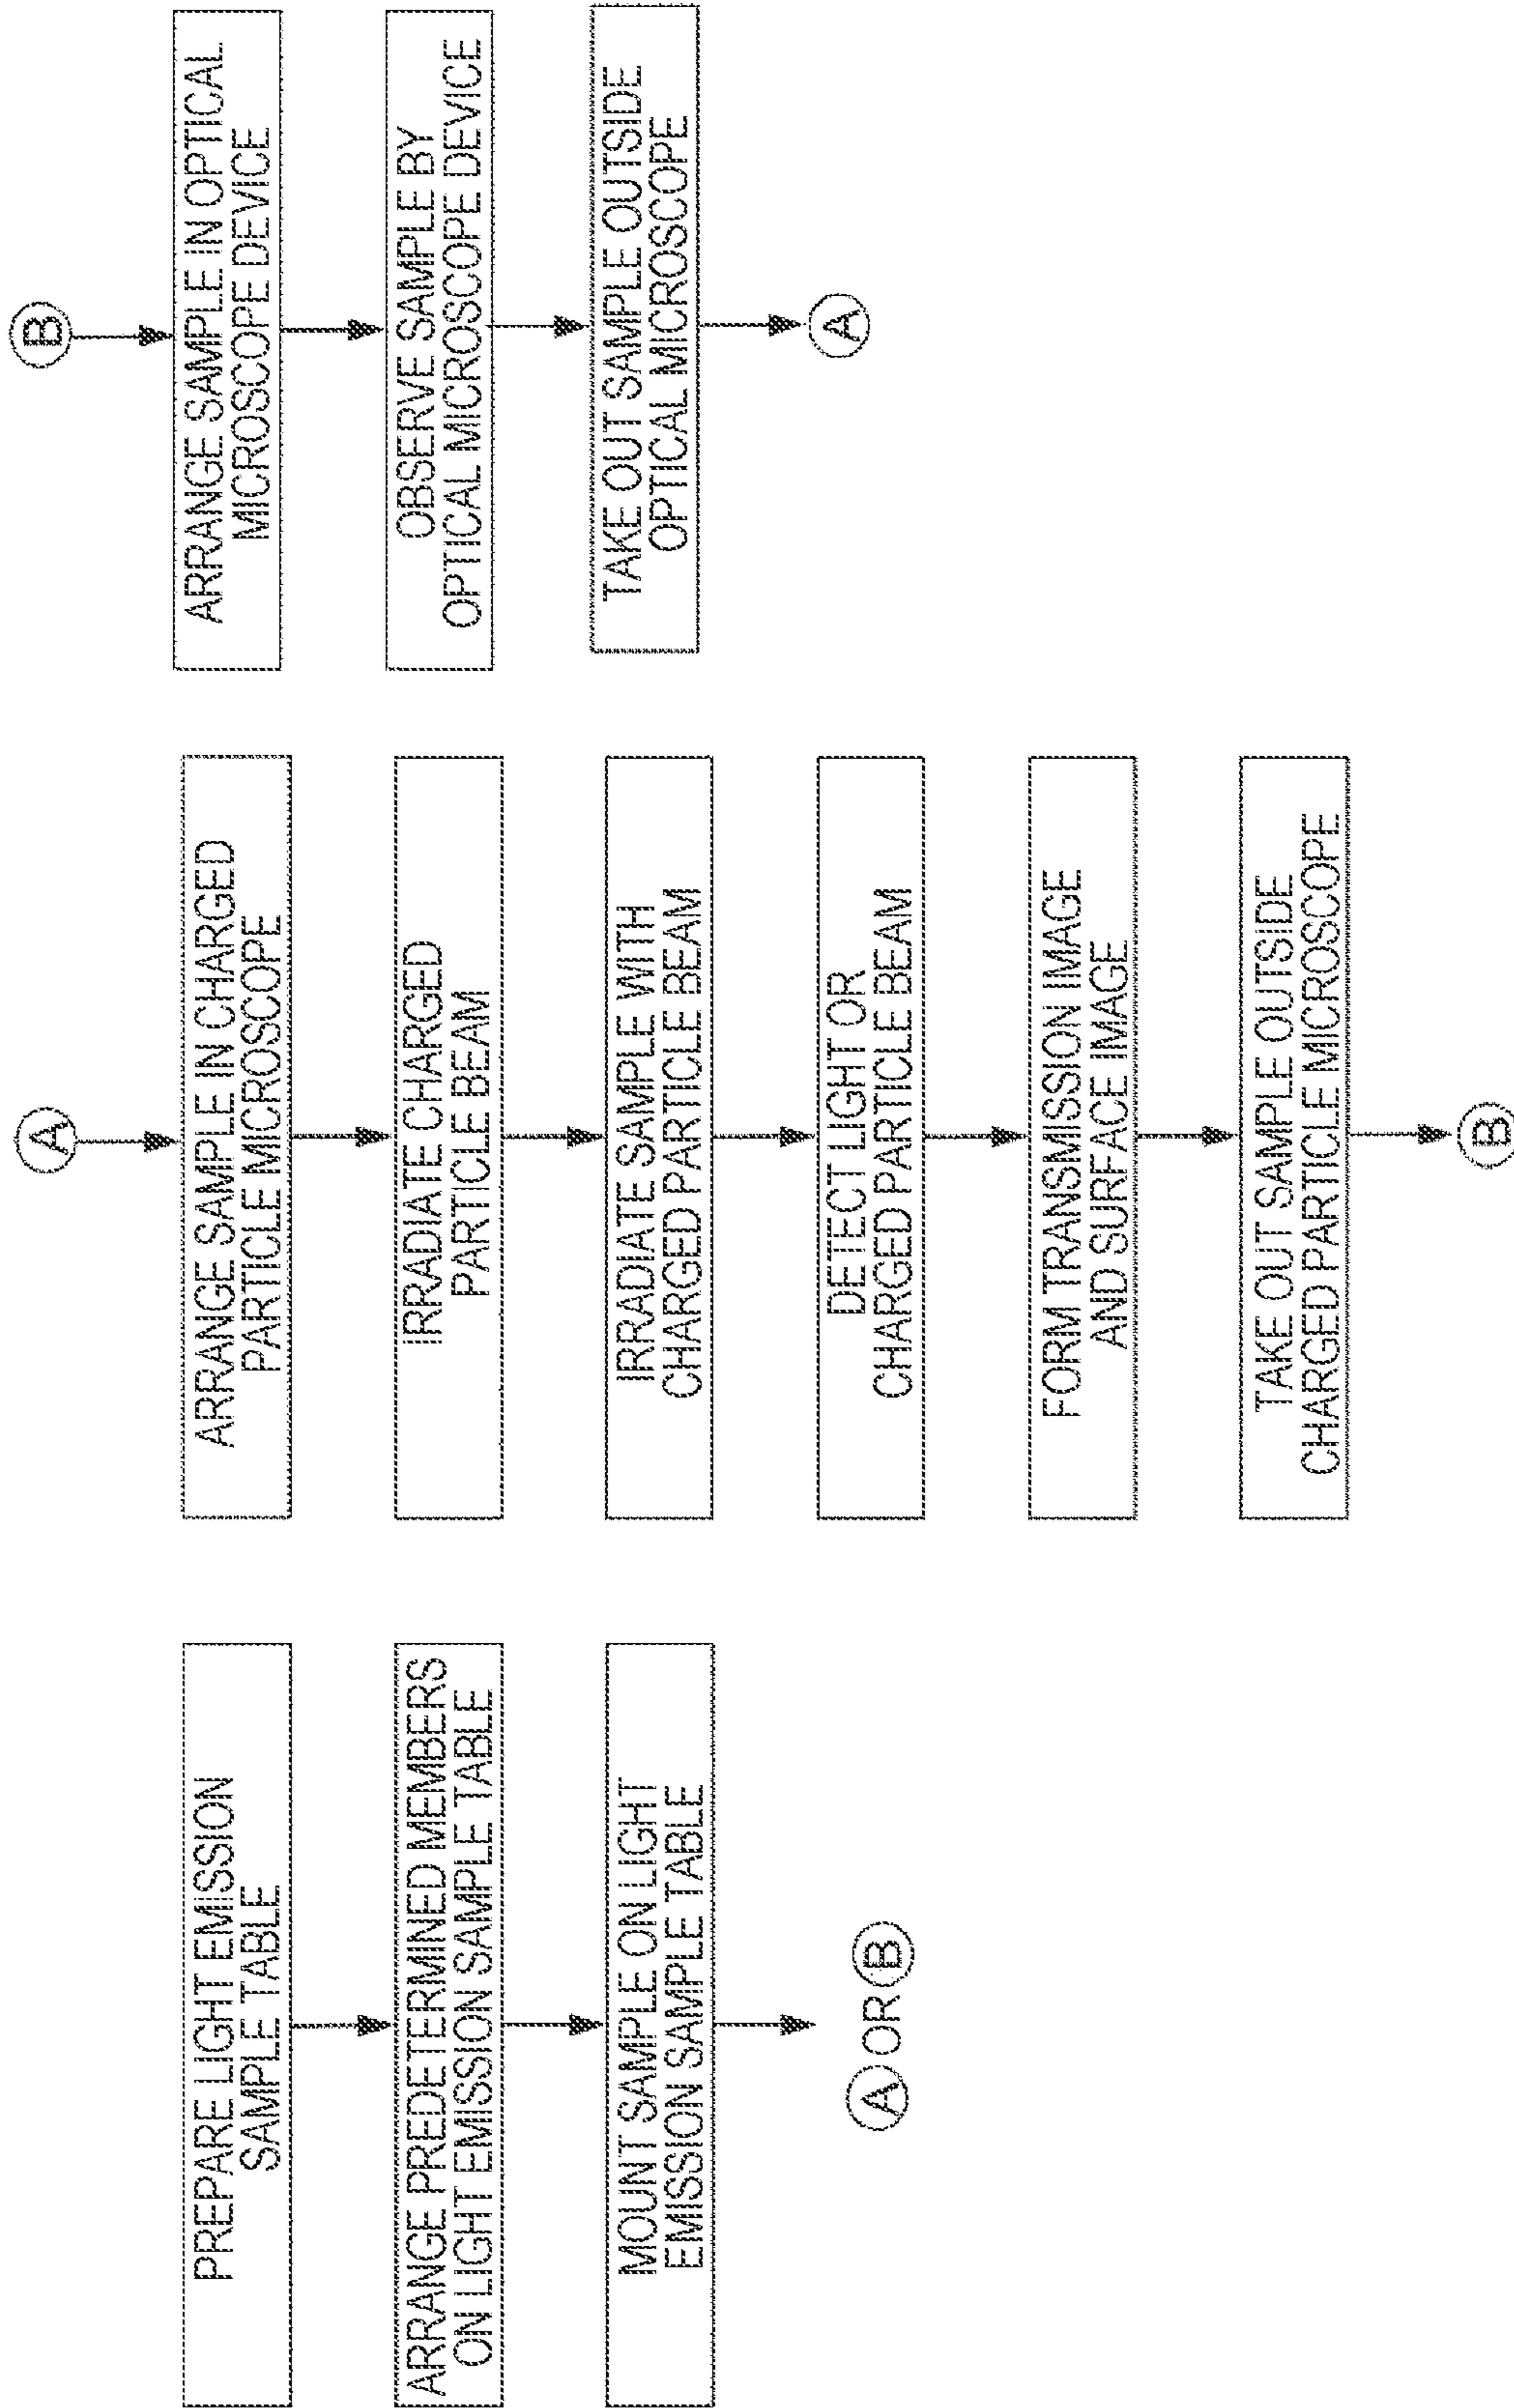 PREPARE LIGHT EMISSION
SAMPLE TABLE
ARRANGE PREDETERMINED MEMBERS
ON LIGHT EMISSION SAMPLE TABLE
MOUNT SAMPLE ON LIGHT
EMISSION SAMPLE TABLE
A OR B
A
ARRANGE SAMPLE IN CHARGED
PARTICLE MICROSCOPE
IRRADIATE CHARGED
PARTICLE BEAM
IRRADIATE SAMPLE WITH
CHARGED PARTICLE BEAM
DETECT LIGHT OR
CHARGED PARTICLE BEAM
FORM TRANSMISSION IMAGE
AND SURFACE IMAGE
TAKE OUT SAMPLE OUTSIDE
CHARGED PARTICLE MICROSCOPE
B
B
ARRANGE SAMPLE IN OPTICAL
MICROSCOPE DEVICE
OBSERVE SAMPLE BY
OPTICAL MICROSCOPE DEVICE
TAKE OUT SAMPLE OUTSIDE
OPTICAL MICROSCOPE
A